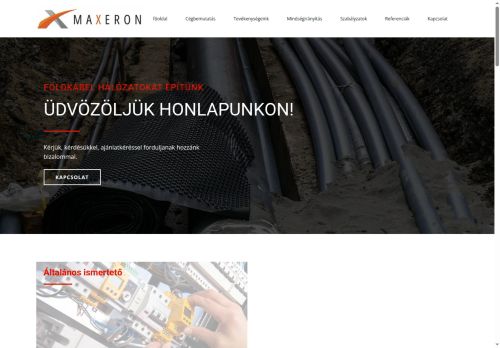 MAXERON
Főoldal Cégbemutatás Tevékenységeink Minőségirányítás Szabályzatok Referenciák Kapcsolat
FÖLDKÁBEL HÁLÓZATOKAT ÉPÍTÜNK
ÜDVÖZÖLJÜK HONLAPUNKON!
Kérjük, kérdésükkel, ajánlatkéréssel forduljanak hozzánk
bizalommal.
KAPCSOLAT
Általános ismertető